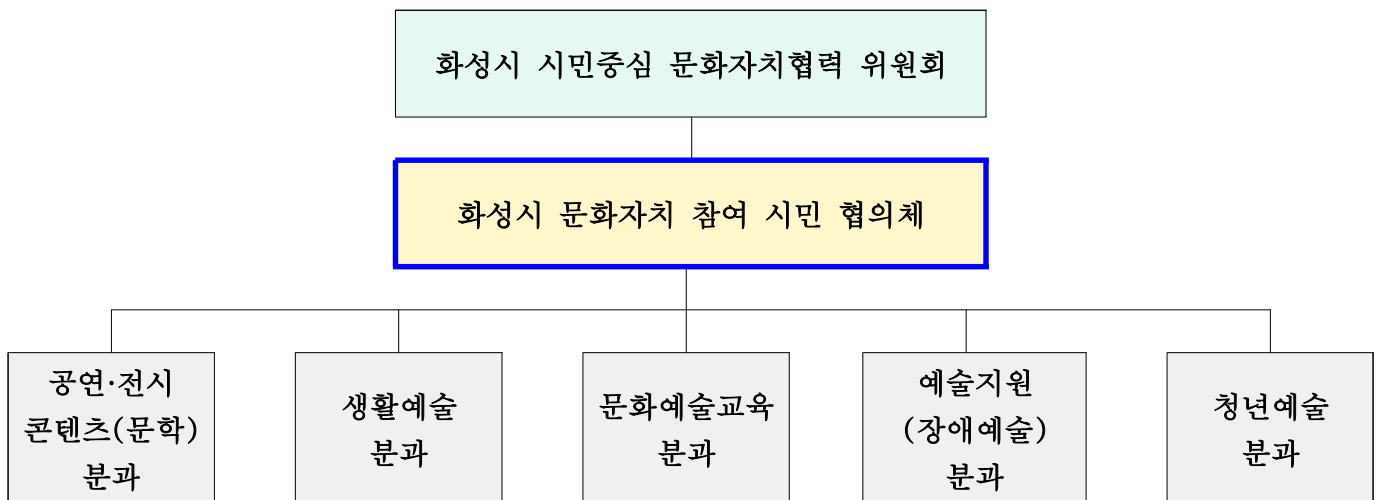 화성시 시민중심 문화자치협력 위원회
화성시 문화자치 참여 시민 협의체
공연·전시
콘텐츠(문학)
분과
생활예술
분과
문화예술교육
분과
예술지원
(장애예술)
분과
청년예술
분과